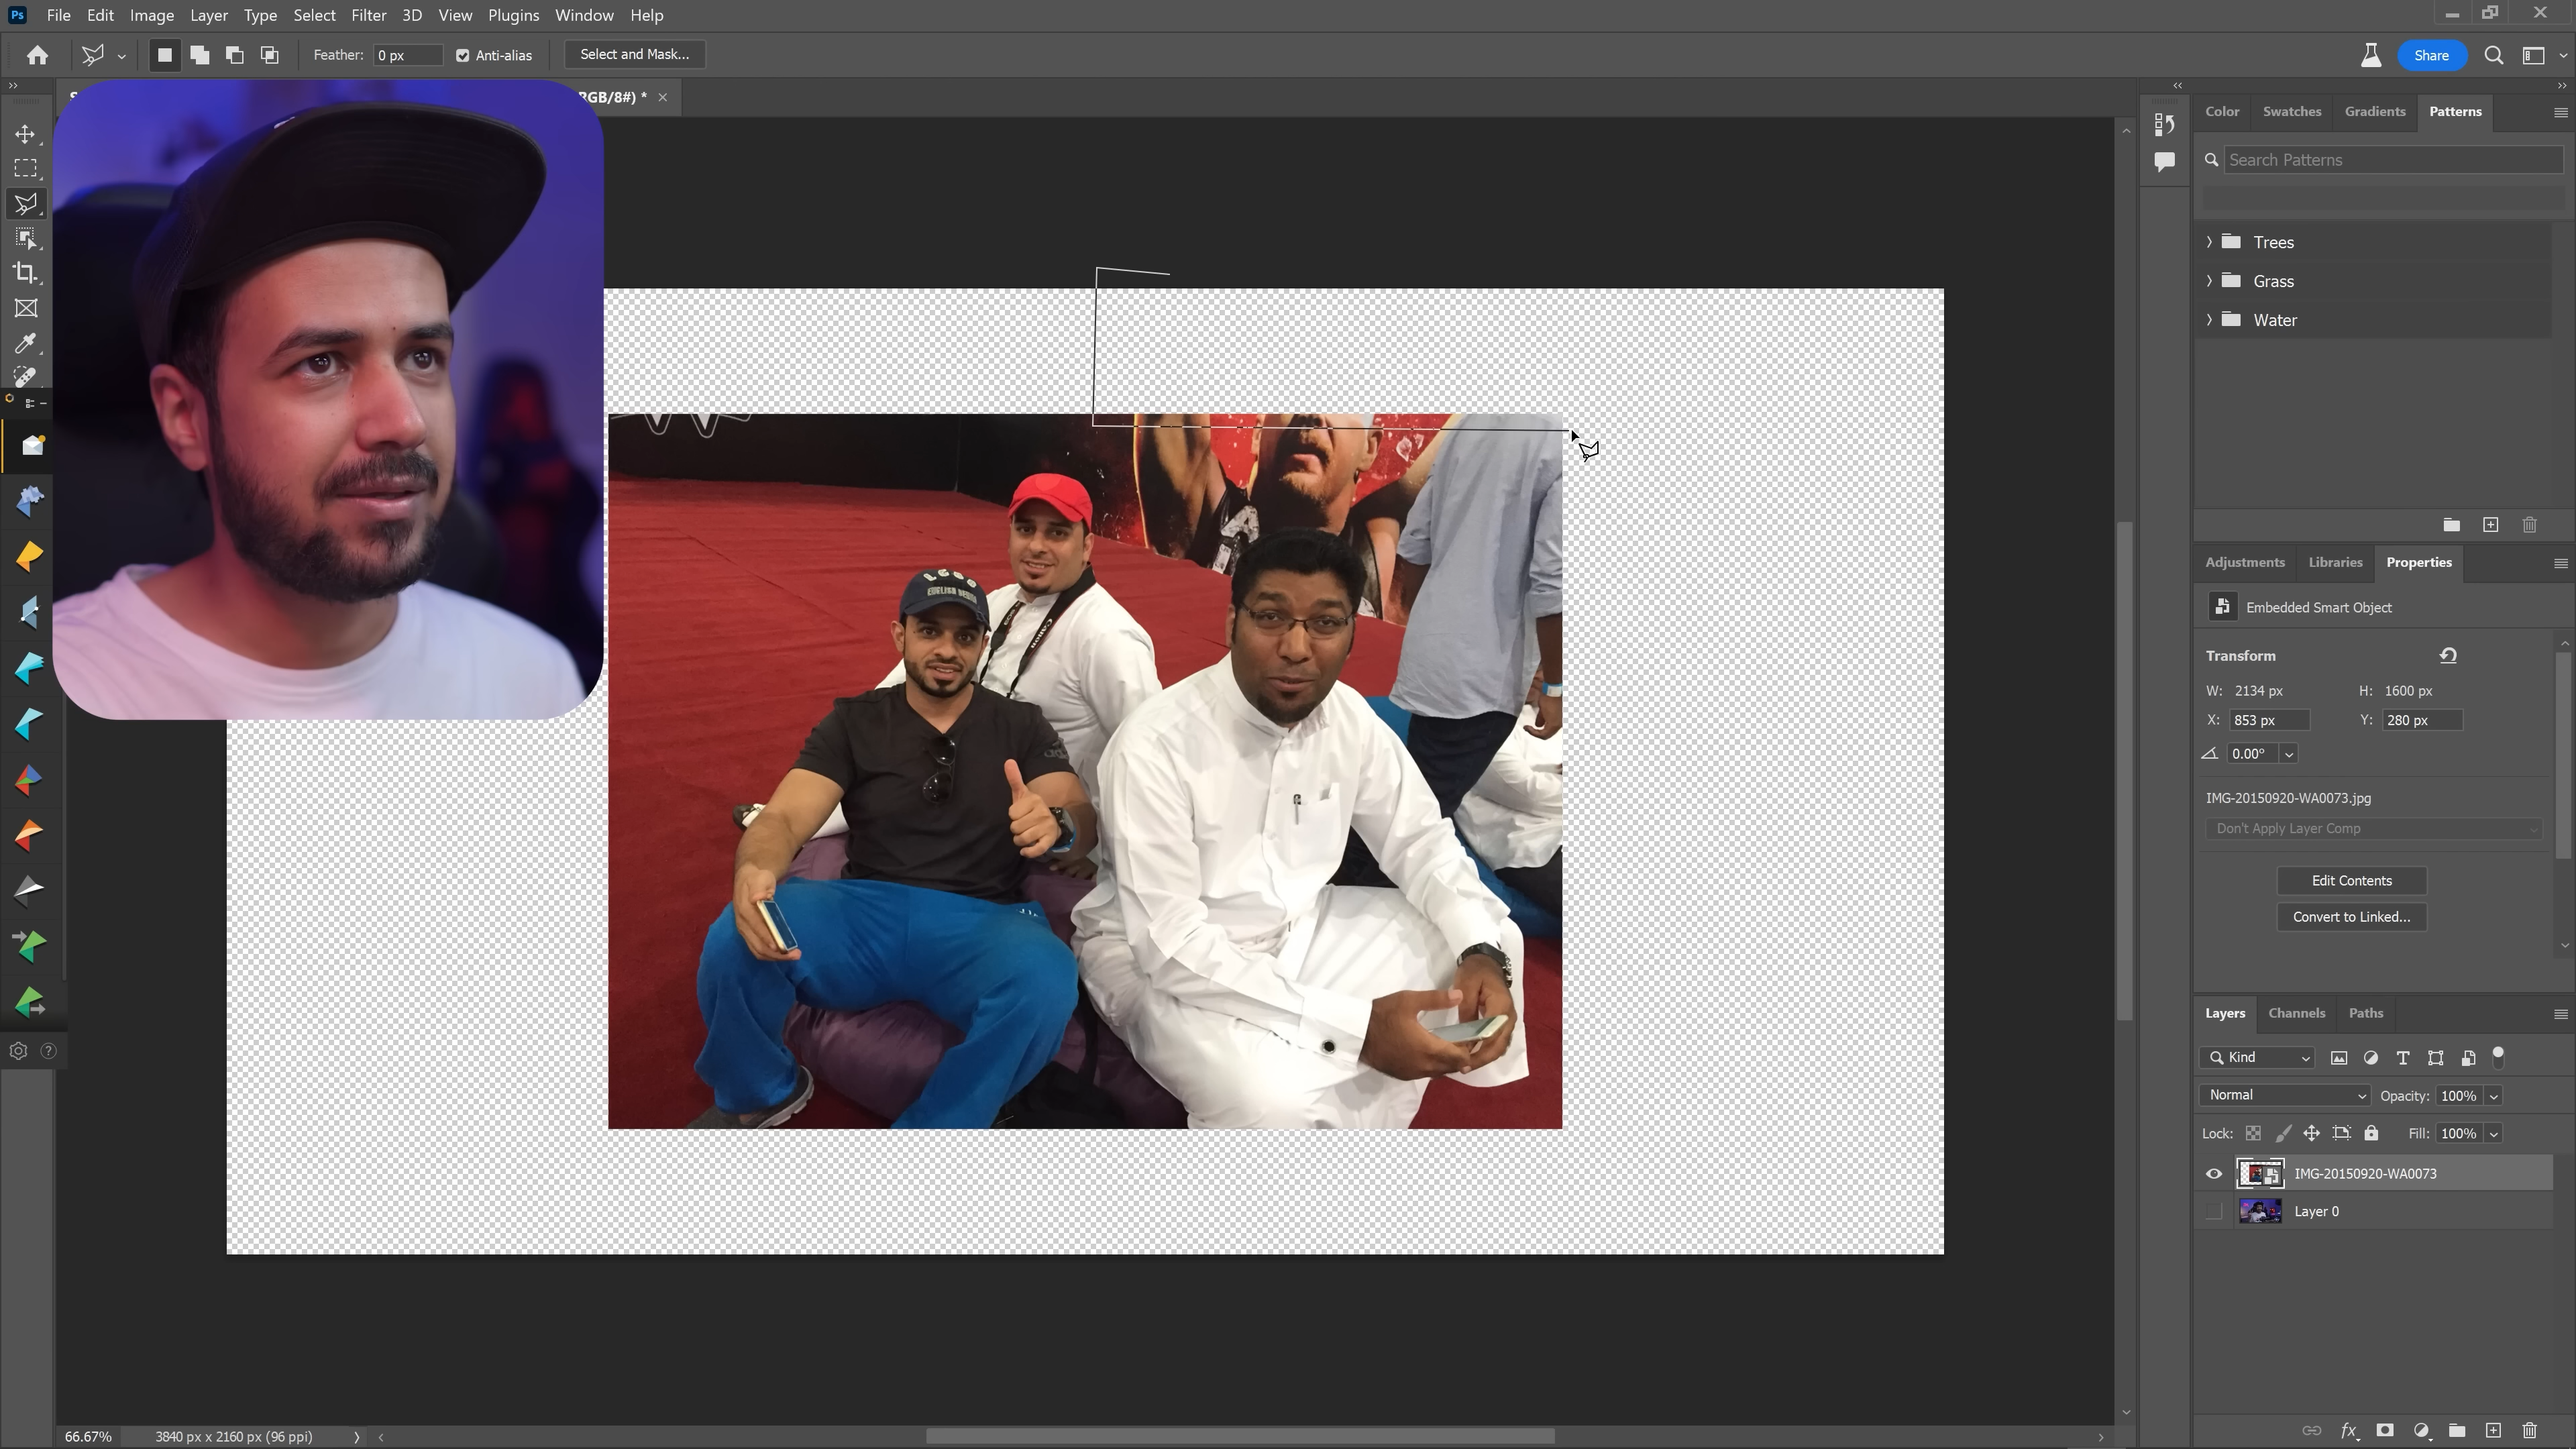 Ps File Edit Image Layer Type Select Filter 3D View Plugins Window Help
Feather: 0 px Anti-alias Select and Mask... Share
RGB/8#) * ×
Color Swatches Gradients Patterns
Search Patterns
Trees
Grass
Water
Adjustments Libraries Properties
Embedded Smart Object
Transform
W: 2134 px H: 1600 px
X: 853 px Y: 280 px
0.00°
IMG-20150920-WA0073.jpg
Don't Apply Layer Comp
Edit Contents
Convert to Linked...
Layers Channels Paths
Kind
Normal Opacity: 100%
Lock: Fill: 100%
IMG-20150920-WA0073
Layer 0
fx
66.67% 3840 px x 2160 px (96 ppi)